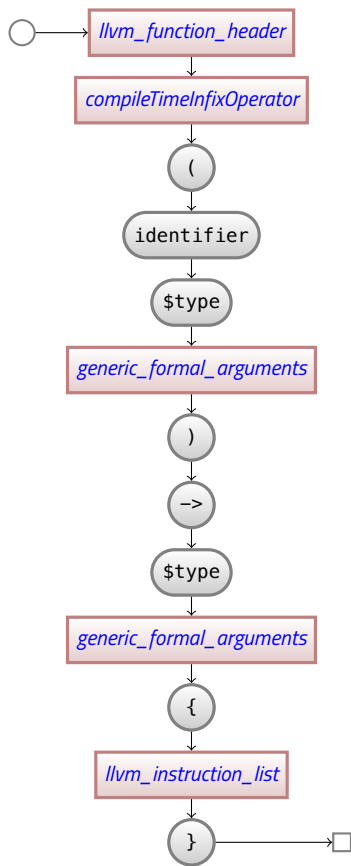 llvm_function_header
compileTimeInfixOperator
(
identifier
$type
generic_formal_arguments
)
->
$type
generic_formal_arguments
{
llvm_instruction_list
}